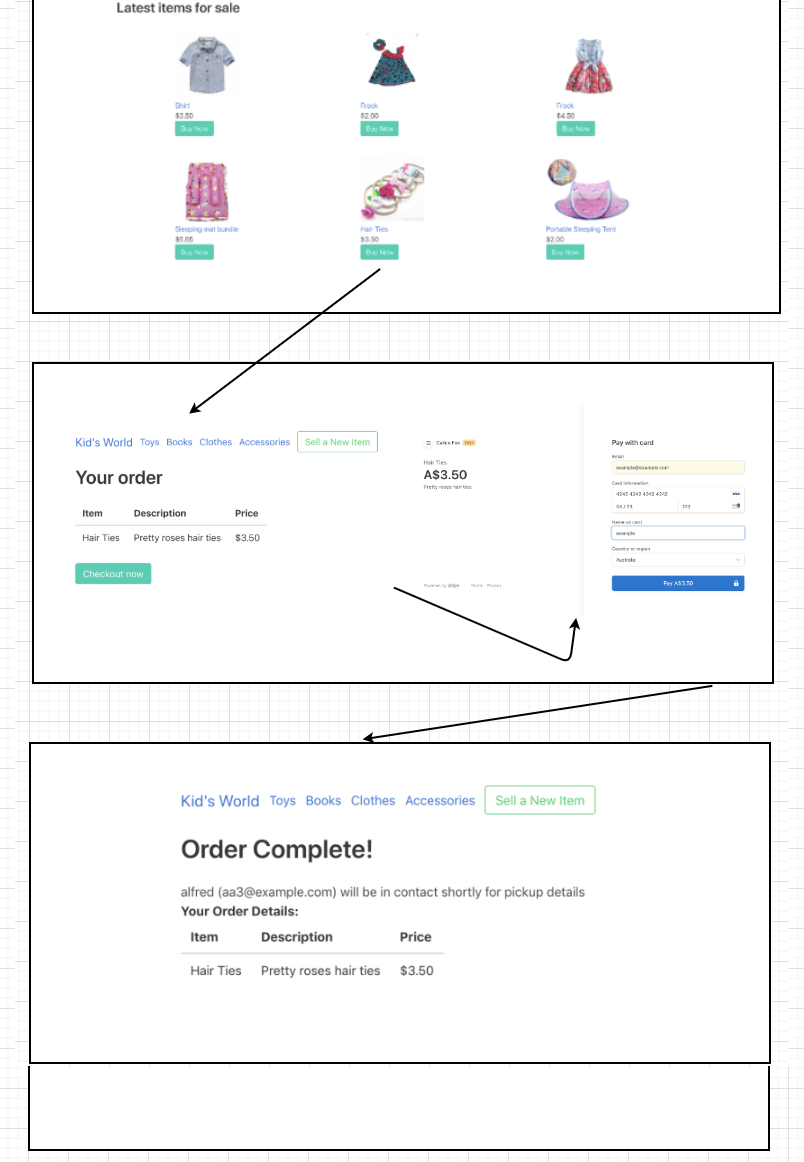 Latest items for sale
Shirt Frock Frock
$3.50 $2.00 $4.50
Buy Now Buy Now Buy Now
Sleeping mat bundle Hair Ties Portable Sleeping Tent
$5.65 $3.50 $2.00
Buy Now Buy Now Buy Now
Kid's World Toys Books Clothes Accessories Sell a New Item
Your order
Item Description Price
Hair Ties Pretty roses hair ties $3.50
Checkout now
TEST
Hair Ties
A$3.50
Pretty roses hair ties
Powered by stripe Terms Privacy
Pay with card
Email
example@example.com
Card information
4242 4242 4242 4242 VISA
04 / 23 123
Name on card
example
Country or region
Australia
Pay A$3.50
Kid's World Toys Books Clothes Accessories Sell a New Item
Order Complete!
alfred (aa3@example.com) will be in contact shortly for pickup details
Your Order Details:
Item Description Price
Hair Ties Pretty roses hair ties $3.50